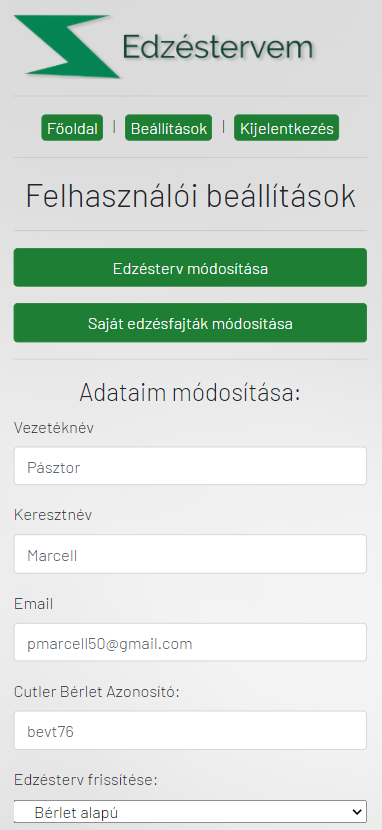 Edzéstervem
Főoldal | Beállítások | Kijelentkezés
Felhasználói beállítások
Edzésterv módosítása
Saját edzésfajták módosítása
Adataim módosítása:
Vezetéknév
Pásztor
Keresztnév
Marcell
Email
pmarcell50@gmail.com
Cutler Bérlet Azonosító:
bevt76
Edzésterv frissítése:
Bérlet alapú